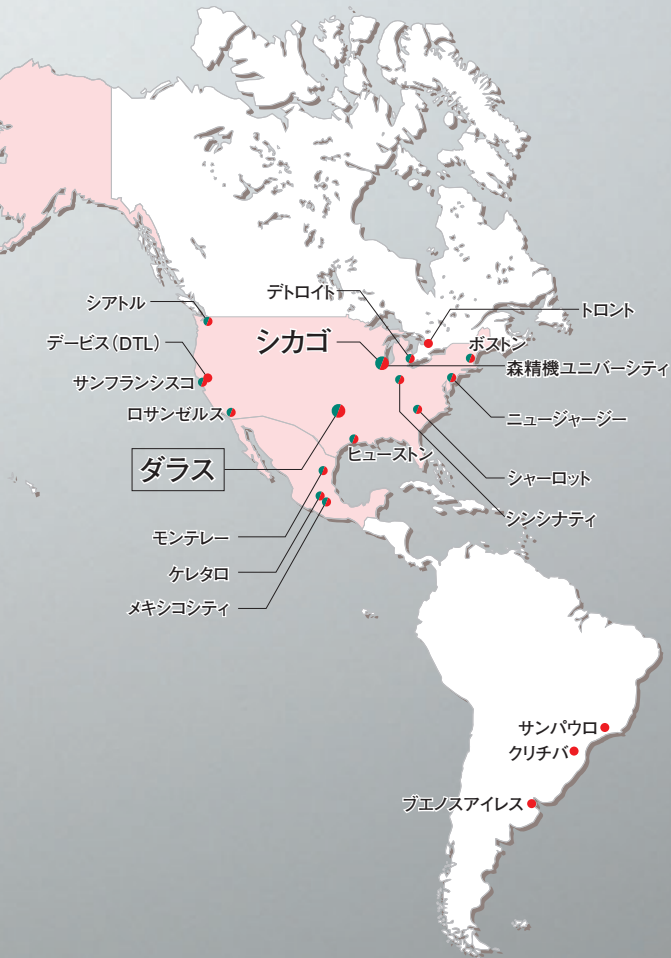 デトロイト
シアトル
トロント
シカゴ
ボストン
デービス(DTL)
森精機ユニバーシティ
サンフランシスコ
ロサンゼルス
ニュージャージー
ヒューストン
ダラス
シャーロット
シンシナティ
モンテレー
ケレタロ
メキシコシティ
サンパウロ
クリチバ
ブエノスアイレス